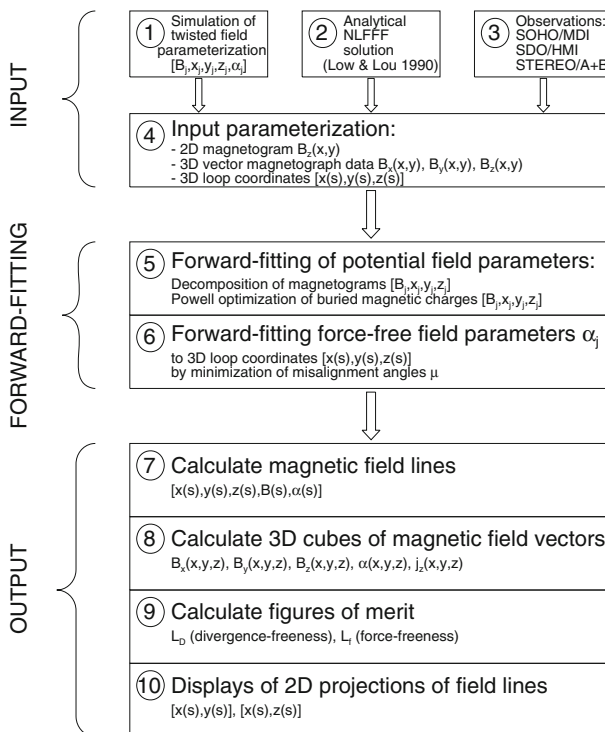 INPUT
1 Simulation of
twisted field
parameterization
[Bj,xj,yj,zj,αj]
2 Analytical
NLFFF
solution
(Low & Lou 1990)
3 Observations:
SOHO/MDI
SDO/HMI
STEREO/A+B
4 Input parameterization:
- 2D magnetogram Bz(x,y)
- 3D vector magnetograph data Bx(x,y), By(x,y), Bz(x,y)
- 3D loop coordinates [x(s),y(s),z(s)]
FORWARD-FITTING
5 Forward-fitting of potential field parameters:
Decomposition of magnetograms [Bj,xj,yj,zj]
Powell optimization of buried magnetic charges [Bj,xj,yj,zj]
6 Forward-fitting force-free field parameters αj
to 3D loop coordinates [x(s),y(s),z(s)]
by minimization of misalignment angles μ
OUTPUT
7 Calculate magnetic field lines
[x(s),y(s),z(s),B(s),α(s)]
8 Calculate 3D cubes of magnetic field vectors
Bx(x,y,z), By(x,y,z), Bz(x,y,z), α(x,y,z), jz(x,y,z)
9 Calculate figures of merit
LD (divergence-freeness), Lf (force-freeness)
10 Displays of 2D projections of field lines
[x(s),y(s)], [x(s),z(s)]